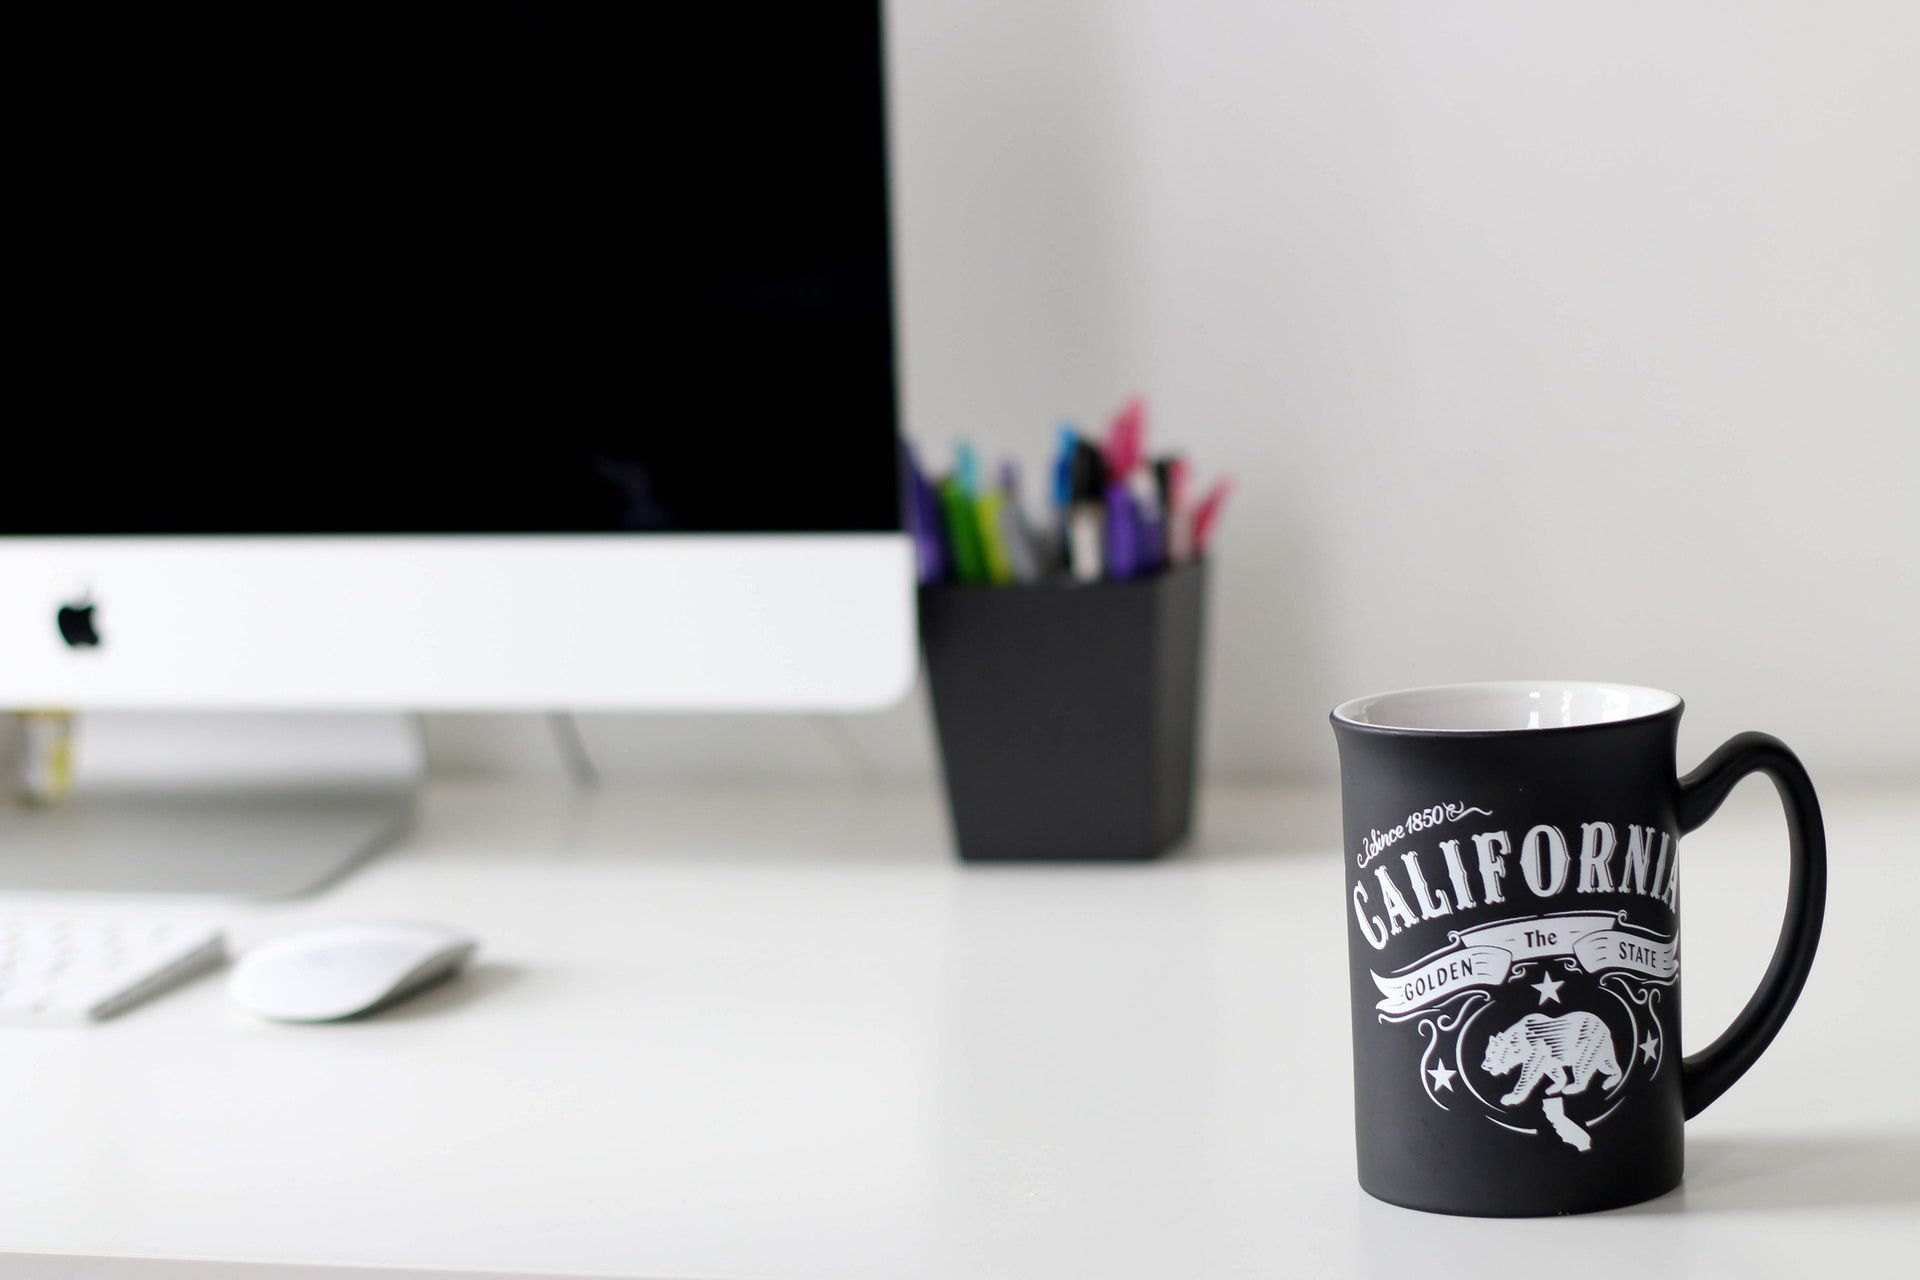 Since 1850
CALIFORNIA
The
GOLDEN STATE